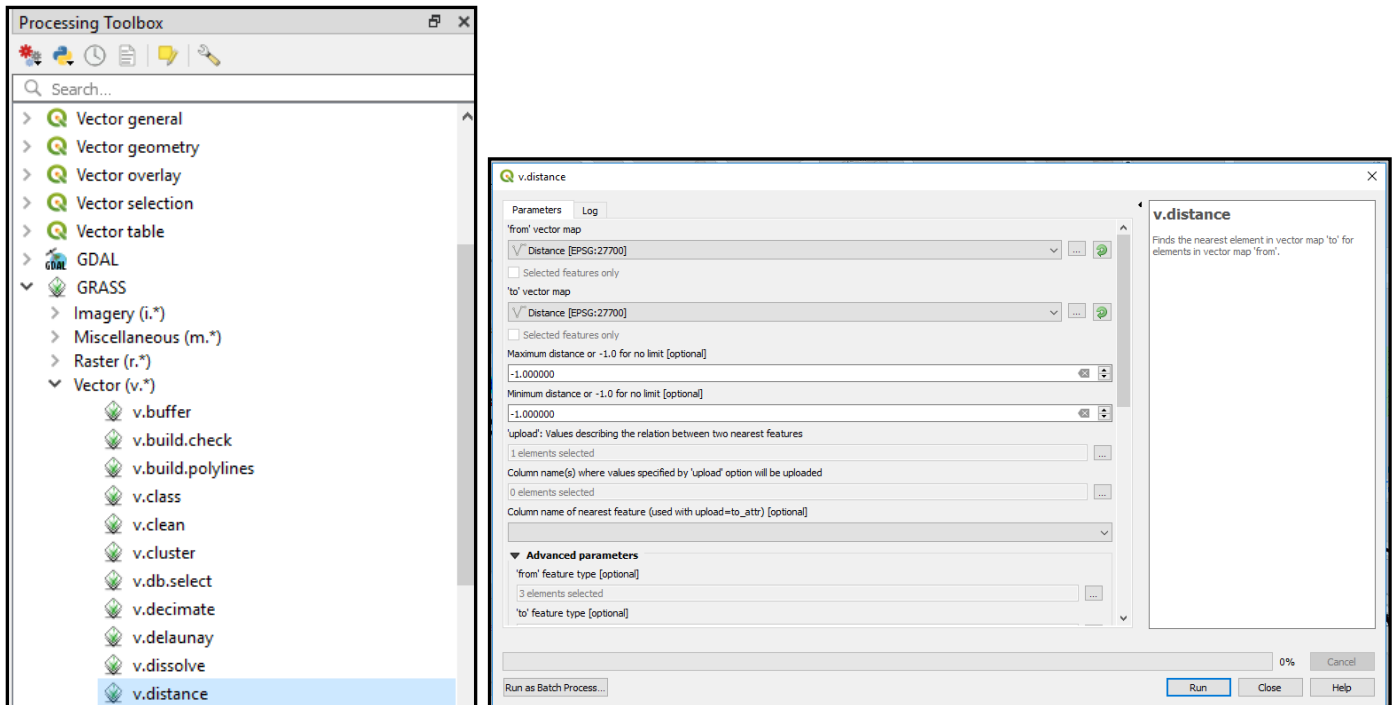 Processing Toolbox
Search...
Vector general
Vector geometry
Vector overlay
Vector selection
Vector table
GDAL
GDAL
GRASS
Imagery (i.*)
Miscellaneous (m.*)
Raster (r.*)
Vector (v.*)
v.buffer
v.build.check
v.build.polylines
v.class
v.clean
v.cluster
v.db.select
v.decimate
v.delaunay
v.dissolve
v.distance
v.distance
Parameters Log
'from' vector map
Distance [EPSG:27700]
...
Selected features only
'to' vector map
Distance [EPSG:27700]
...
Selected features only
Maximum distance or -1.0 for no limit [optional]
-1.000000
Minimum distance or -1.0 for no limit [optional]
-1.000000
'upload': Values describing the relation between two nearest features
1 elements selected
...
Column name(s) where values specified by 'upload' option will be uploaded
0 elements selected
...
Column name of nearest feature (used with upload=to_attr) [optional]
Advanced parameters
'from' feature type [optional]
3 elements selected
...
'to' feature type [optional]
v.distance
Finds the nearest element in vector map 'to' for
elements in vector map 'from'.
0% Cancel
Run as Batch Process... Run Close Help